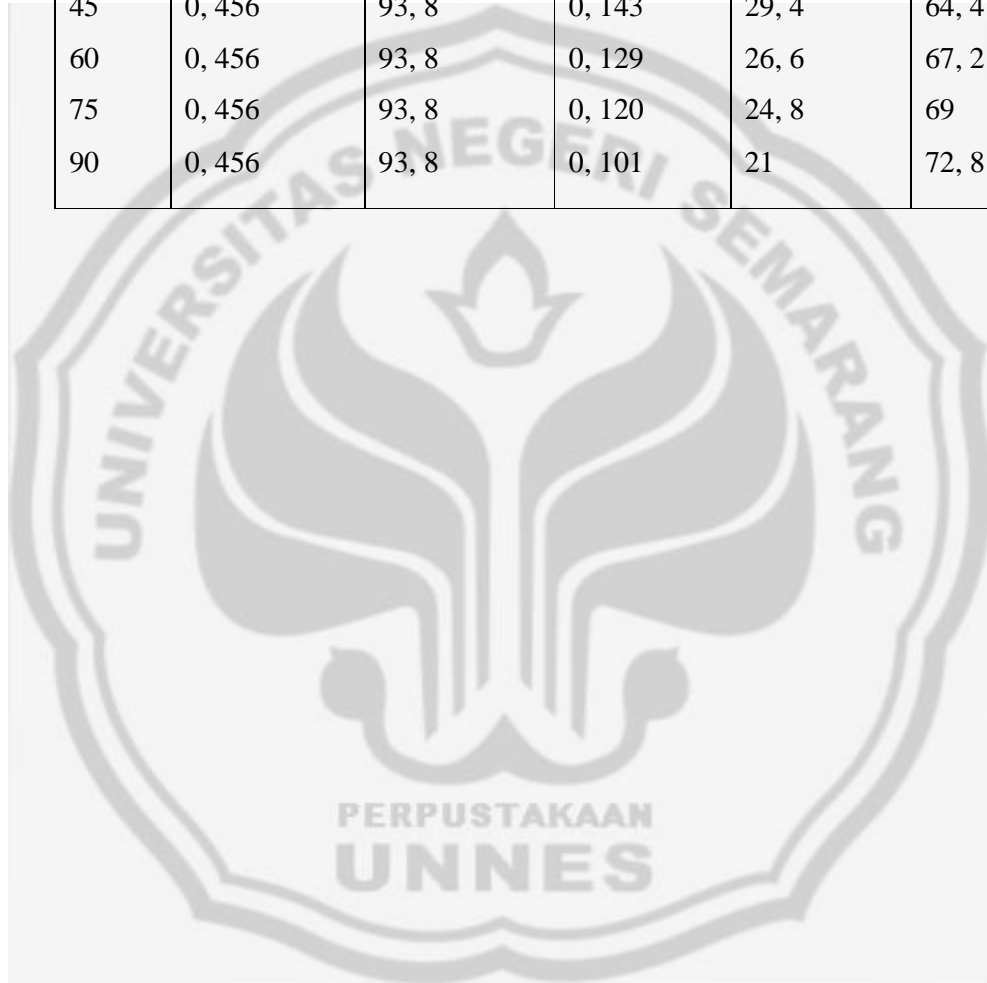 45 0, 456 93, 8 0, 143 29, 4 64, 4
60 0, 456 93, 8 0, 129 26, 6 67, 2
75 0, 456 93, 8 0, 120 24, 8 69
90 0, 456 93, 8 0, 101 21 72, 8
UNIVERSITAS NEGERI SEMARANG
PERPUSTAKAAN
UNNES